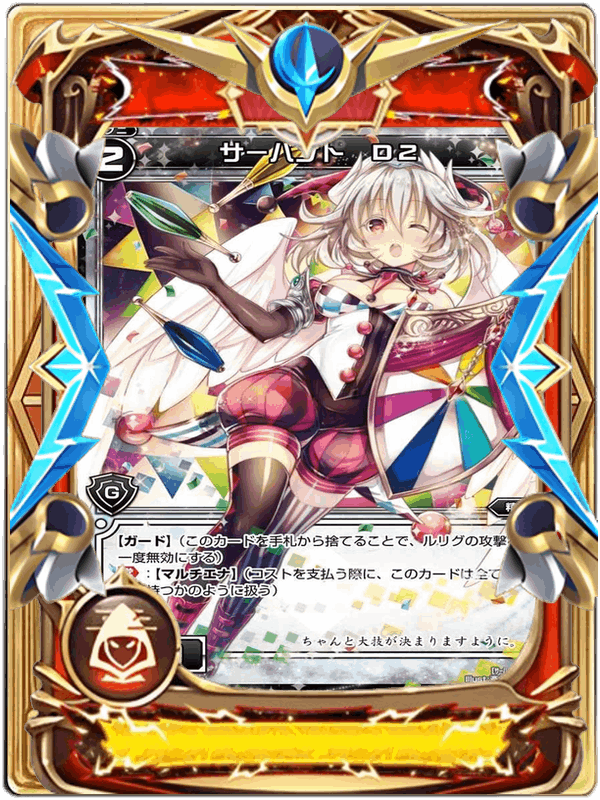 2
サーバント D2
G
【ガード】(このカードを手札から捨てることで、ルリグの攻撃
一度無効にする)
:【マルチエナ】(コストを支払う際に、このカードは全て
持つかのように扱う)
ちゃんと大技が決まりますように。
Illust